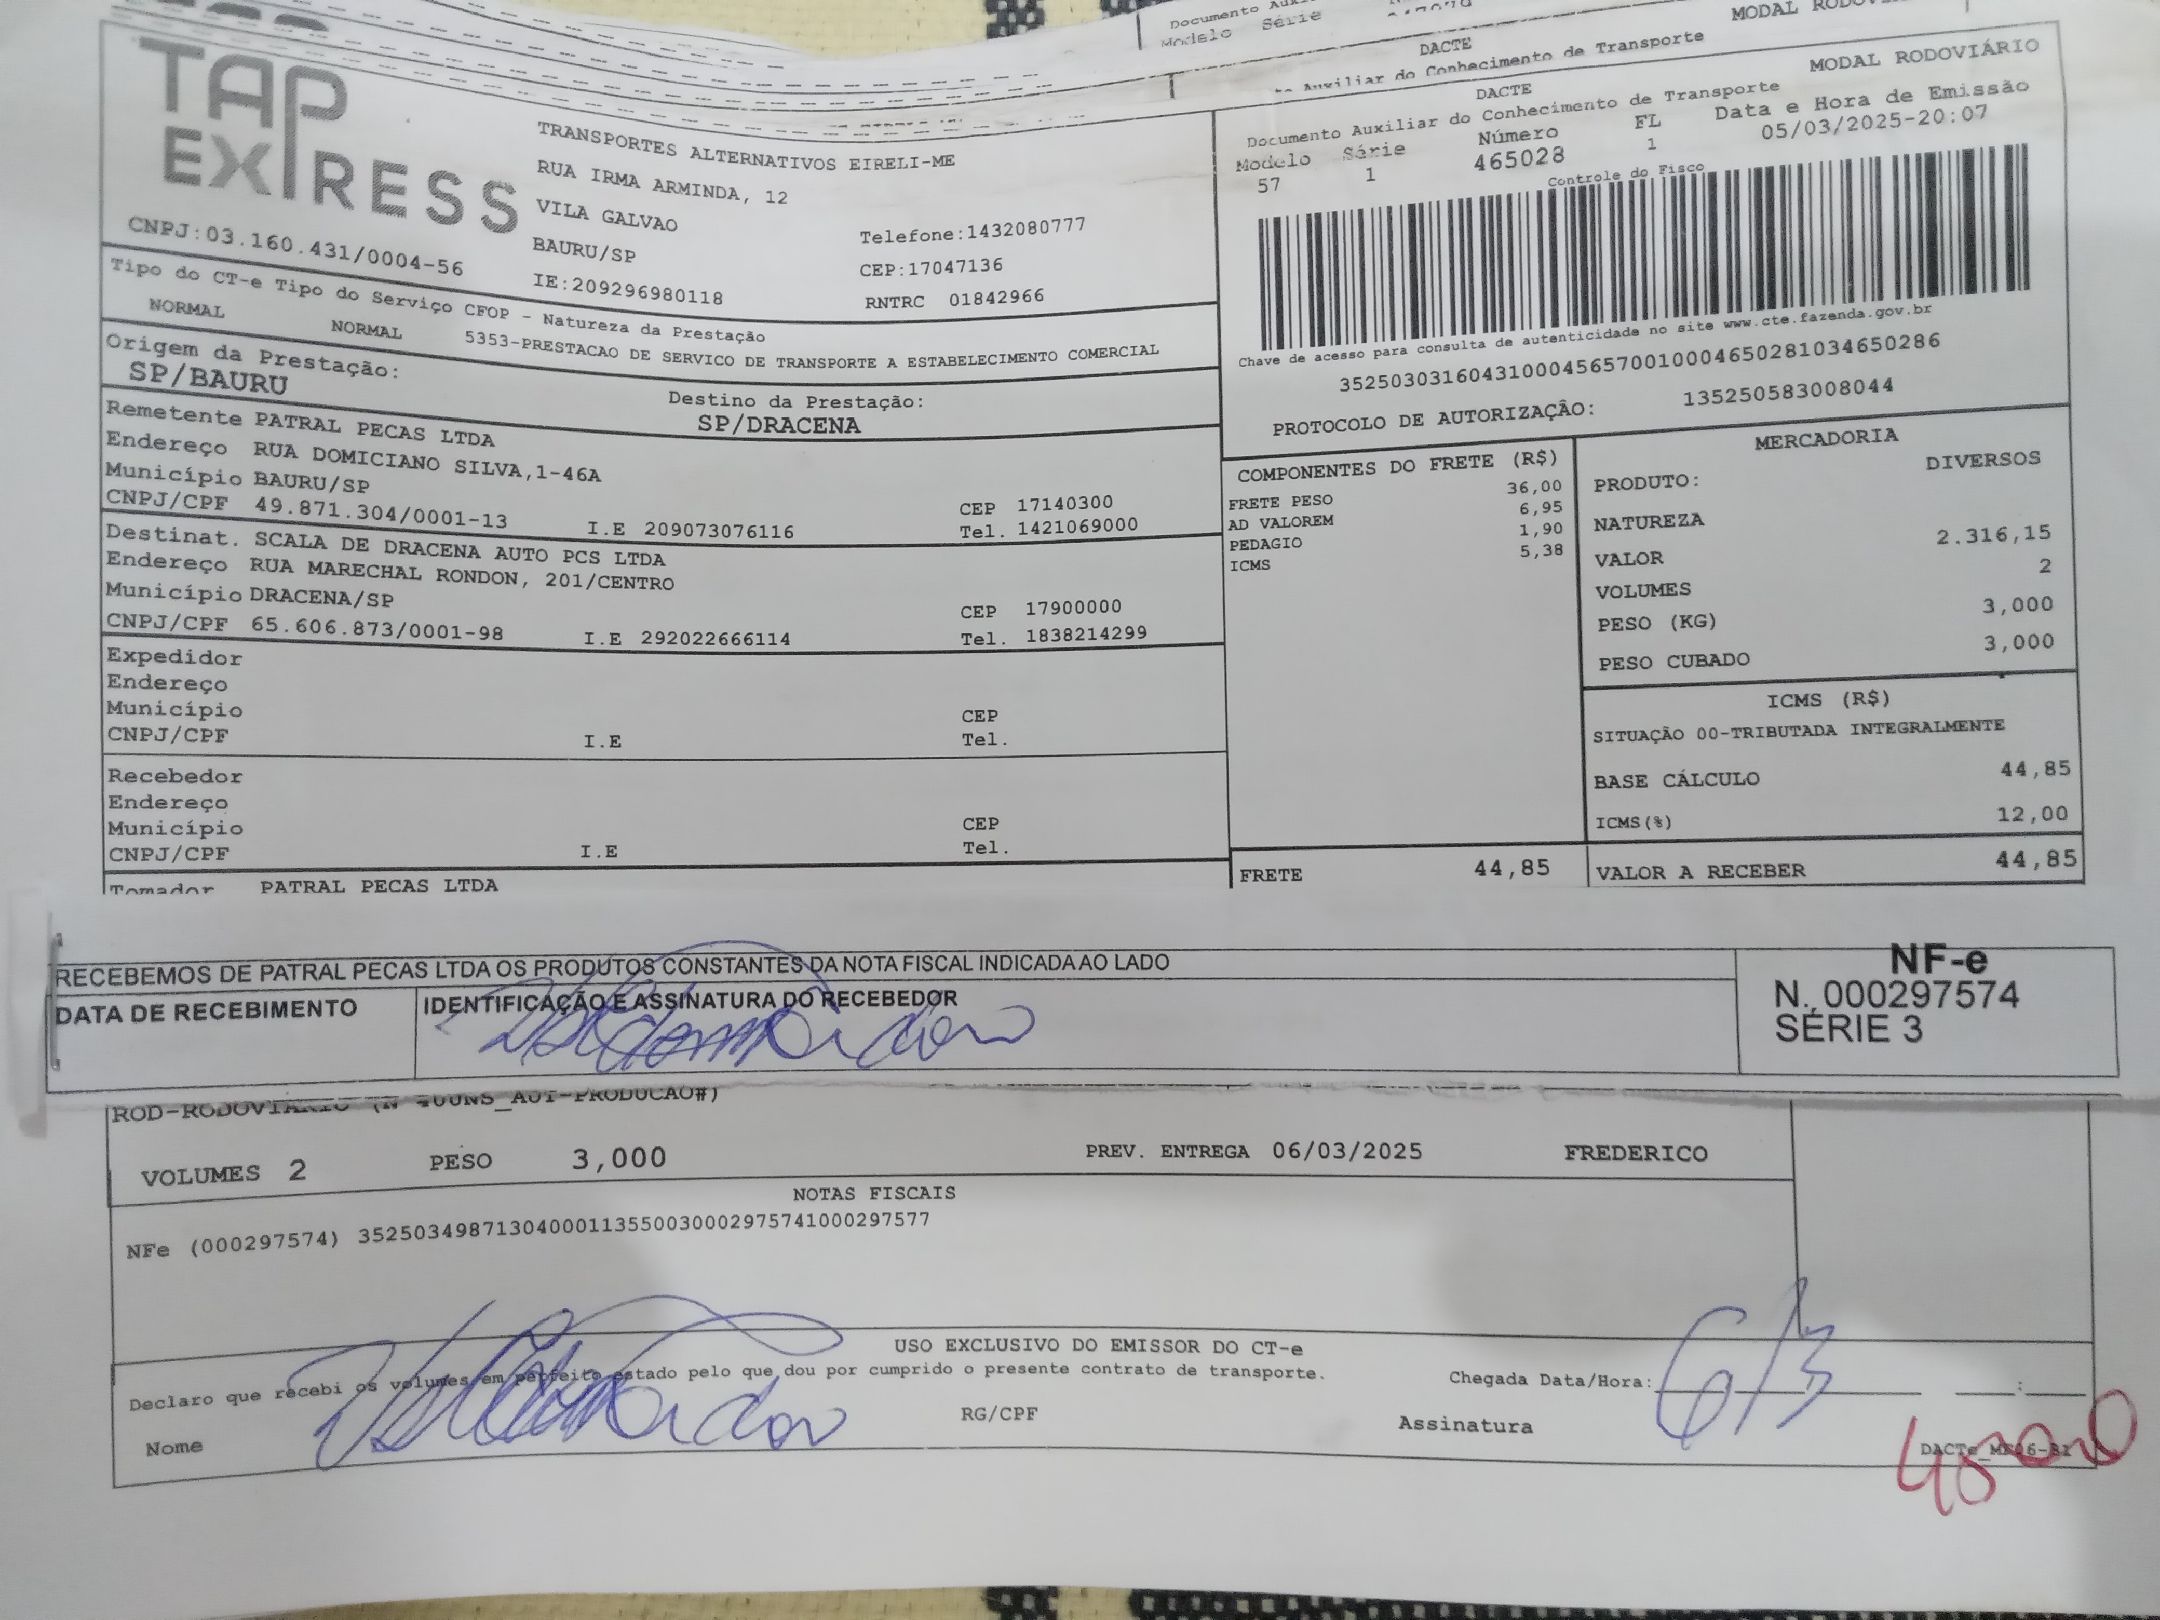 Documento
Modelo Série
MODAL
DACTE
Auxiliar do Conhecimento de Transporte
TAP
EXPRESS
TRANSPORTES ALTERNATIVOS EIRELI-ME
RUA IRMA ARMINDA, 12
VILA GALVAO
BAURU/SP
IE:209296980118
Telefone:1432080777
CEP:17047136
RNTRC 01842966
CNPJ:03.160.431/0004-56
DACTE MODAL RODOVIÁRIO
Documento Auxiliar do Conhecimento de Transporte
Modelo Série Número FL Data e Hora de Emissão
57 1 465028 1 05/03/2025-20:07
Controle do Fisco
Chave de acesso para consulta de autenticidade no site www.cte.fazenda.gov.br
35250303160431000456570010004650281034650286
PROTOCOLO DE AUTORIZAÇÃO: 135250583008044
Tipo do CT-e Tipo do Serviço CFOP - Natureza da Prestação
NORMAL NORMAL 5353-PRESTACAO DE SERVICO DE TRANSPORTE A ESTABELECIMENTO COMERCIAL
Origem da Prestação: Destino da Prestação:
SP/BAURU SP/DRACENA
Remetente PATRAL PECAS LTDA
Endereço RUA DOMICIANO SILVA,1-46A
Município BAURU/SP CEP 17140300
CNPJ/CPF 49.871.304/0001-13 I.E 209073076116 Tel. 1421069000
Destinat. SCALA DE DRACENA AUTO PCS LTDA
Endereço RUA MARECHAL RONDON, 201/CENTRO
Município DRACENA/SP CEP 17900000
CNPJ/CPF 65.606.873/0001-98 I.E 292022666114 Tel. 1838214299
Expedidor
Endereço
Município CEP
CNPJ/CPF I.E Tel.
Recebedor
Endereço
Município CEP
CNPJ/CPF I.E Tel.
Tomador PATRAL PECAS LTDA
COMPONENTES DO FRETE (R$)
FRETE PESO 36,00
AD VALOREM 6,95
PEDAGIO 1,90
ICMS 5,38
FRETE 44,85
MERCADORIA
PRODUTO: DIVERSOS
NATUREZA
VALOR 2.316,15
VOLUMES 2
PESO (KG) 3,000
PESO CUBADO 3,000
ICMS (R$)
SITUAÇÃO 00-TRIBUTADA INTEGRALMENTE
BASE CÁLCULO 44,85
ICMS(%) 12,00
VALOR A RECEBER 44,85
RECEBEMOS DE PATRAL PECAS LTDA OS PRODUTOS CONSTANTES DA NOTA FISCAL INDICADA AO LADO
DATA DE RECEBIMENTO IDENTIFICAÇÃO E ASSINATURA DO RECEBEDOR
NF-e
N. 000297574
SÉRIE 3
ROD-RODOVIARIO
VOLUMES 2 PESO 3,000 PREV. ENTREGA 06/03/2025 FREDERICO
NOTAS FISCAIS
NFe (000297574) 35250349871304000113550030002975741000297577
USO EXCLUSIVO DO EMISSOR DO CT-e
Declaro que recebi os volumes em perfeito estado pelo que dou por cumprido o presente contrato de transporte.
Chegada Data/Hora: 6/3
Nome RG/CPF Assinatura